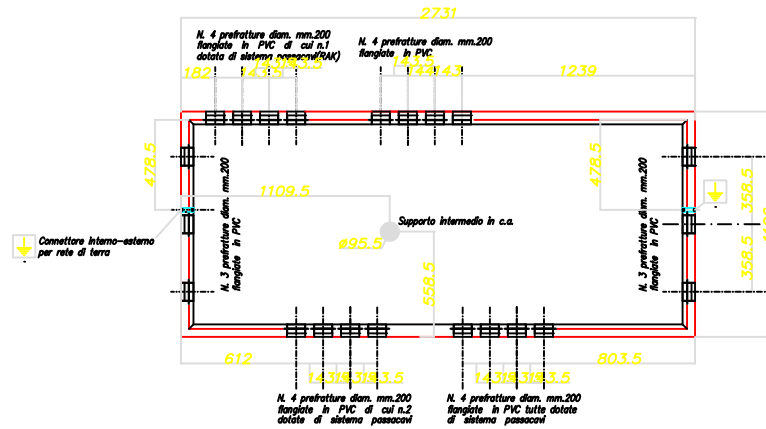 2731
N. 4 prefratture diam. mm.200
flangiate in PVC di cui n.1
dotata di sistema passacavi(RAK)
N. 4 prefratture diam. mm.200
flangiate in PVC
182
143.5
143.5
144
143
1239
478.5
478.5
N. 3 prefratture diam. mm.200
flangiate in PVC
N. 3 prefratture diam. mm.200
flangiate in PVC
1109.5
Supporto intermedio in c.a.
ø95.5
558.5
358.5
358.5
Connettore interno-esterno
per rete di terra
612
803.5
N. 4 prefratture diam. mm.200
flangiate in PVC di cui n.2
dotate di sistema passacavi
N. 4 prefratture diam. mm.200
flangiate in PVC tutte dotate
di sistema passacavi